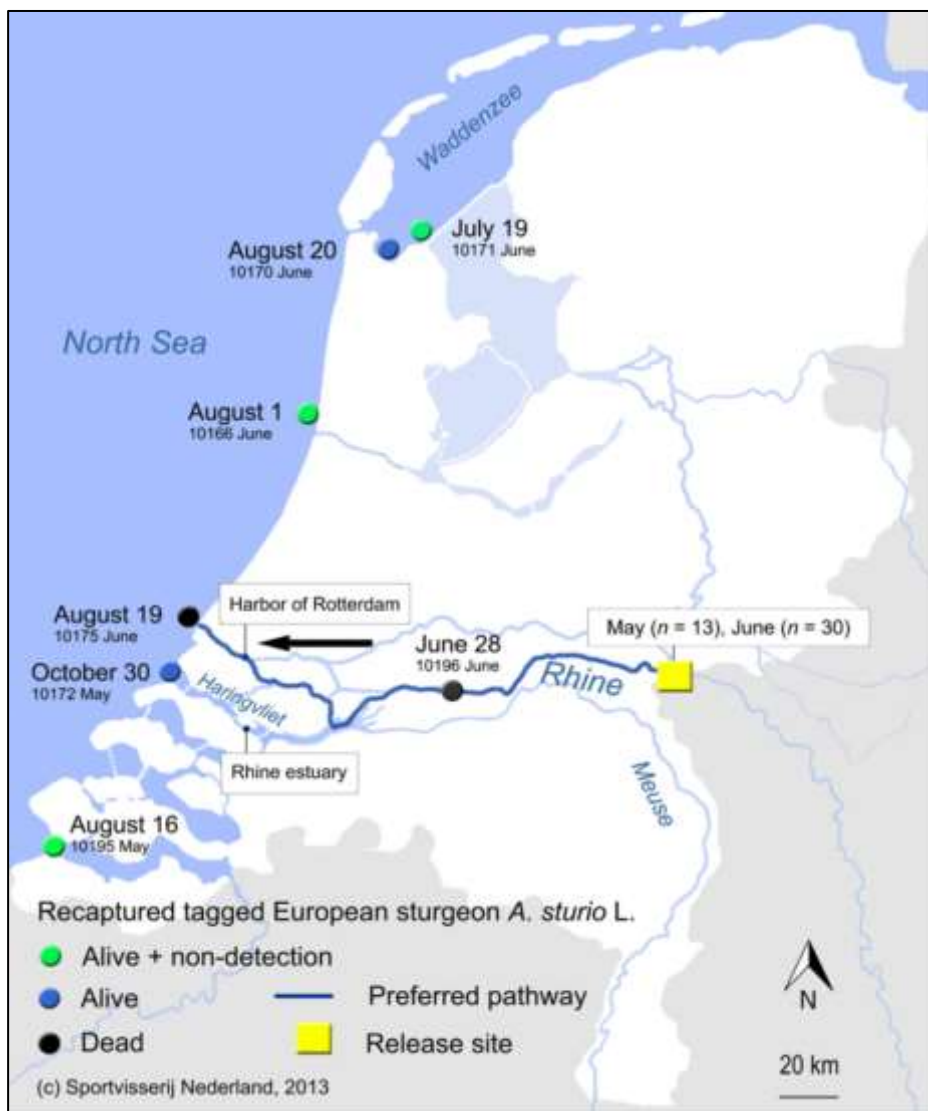 Waddenzee
July 19
10171 June
August 20
10170 June
North Sea
August 1
10166 June
Harbor of Rotterdam
August 19
10175 June
May (n = 13), June (n = 30)
June 28
10196 June
October 30
10172 May
Rhine
Haringvliet
Rhine estuary
Meuse
August 16
10195 May
Recaptured tagged European sturgeon A. sturio L.
Alive + non-detection
Alive
Preferred pathway
Dead
Release site
N
20 km
(c) Sportvisserij Nederland, 2013